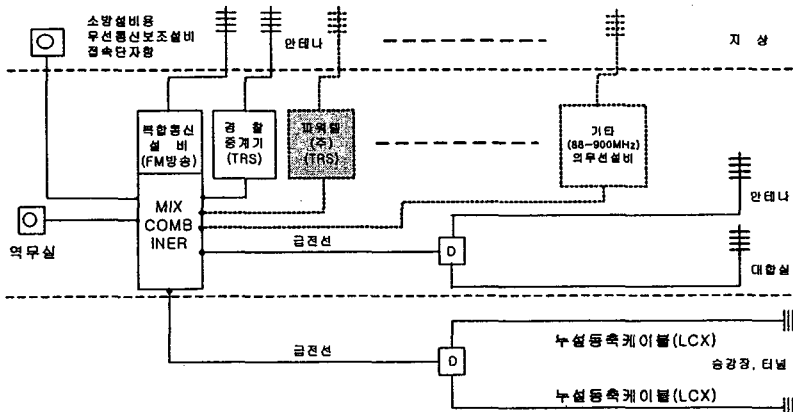 소방설비용
무선통신보조설비
접속단자함
안테나
지 상
복합통신
설 비
(FM방송)
경 찰
중계기
(TRS)
파워텔
(주)
(TRS)
기타
(88-900MHz)
의무선설비
MIX
COMB
INER
역무실
급전선
D
안테나
대합실
급전선
D
누설동축케이블(LCX)
승강장, 터널
누설동축케이블(LCX)